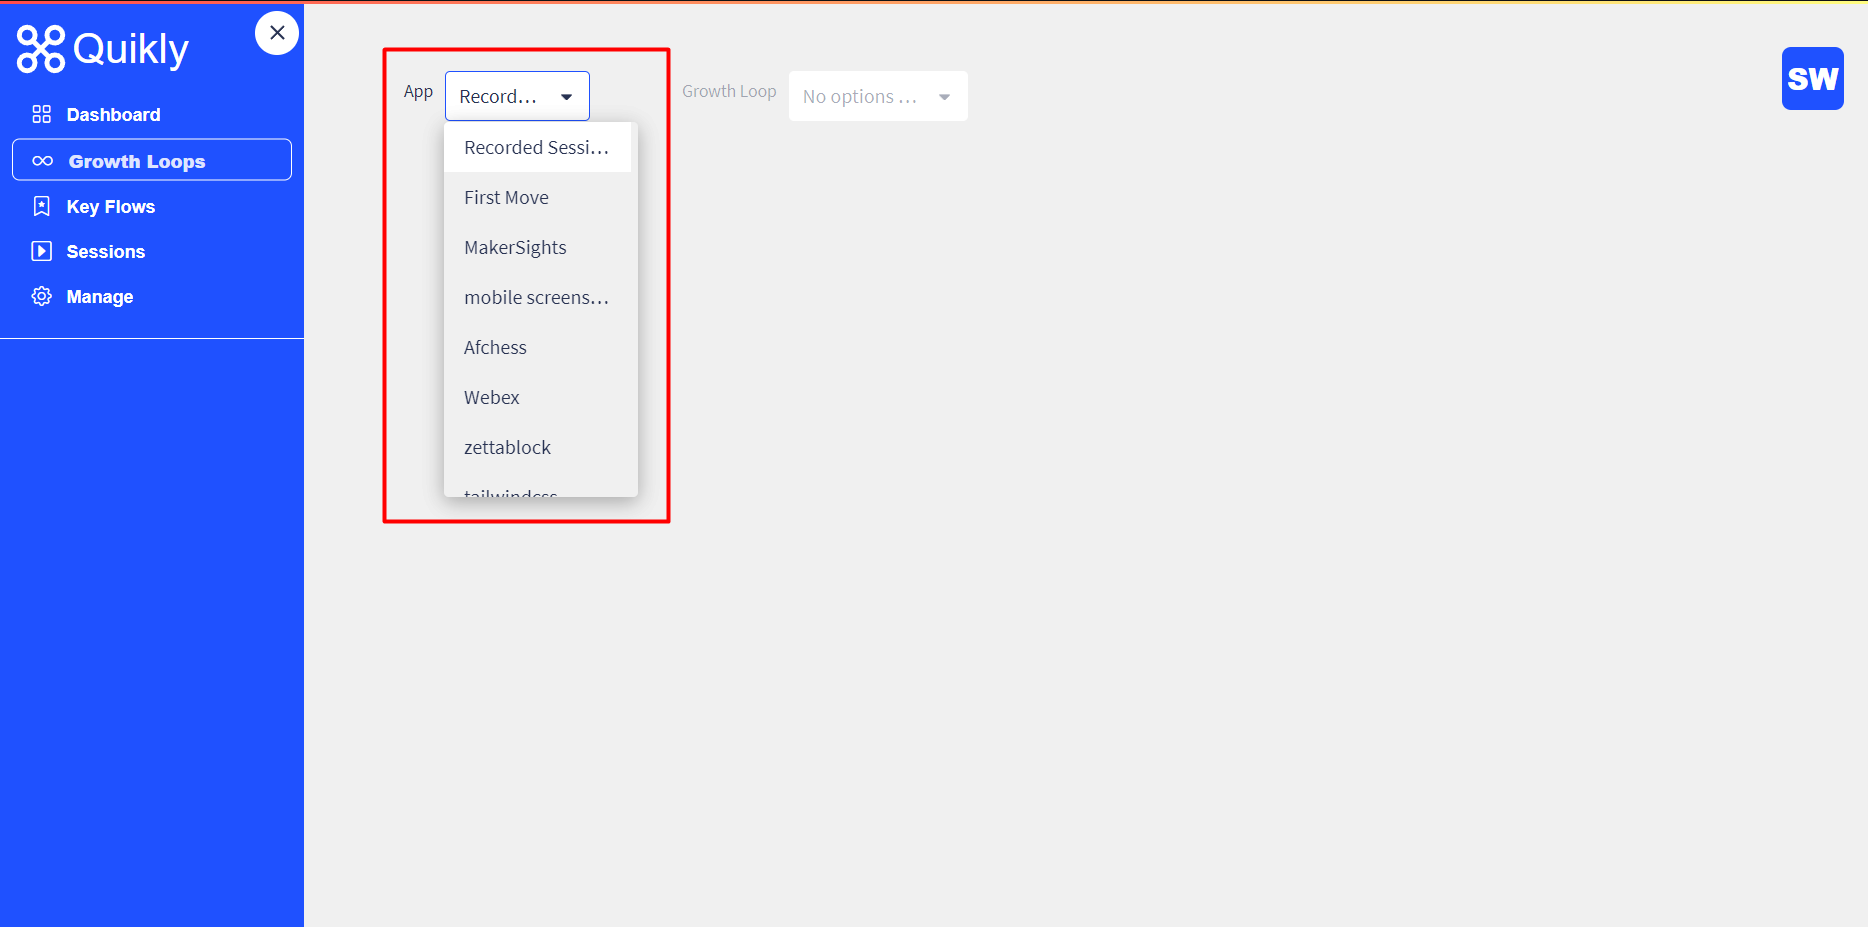 Quikly
Dashboard
Growth Loops
Key Flows
Sessions
Manage
App
Record...
Growth Loop
No options ...
SW
Recorded Sessi...
First Move
MakerSights
mobile screens...
Afchess
Webex
zettablock
tailwindcss